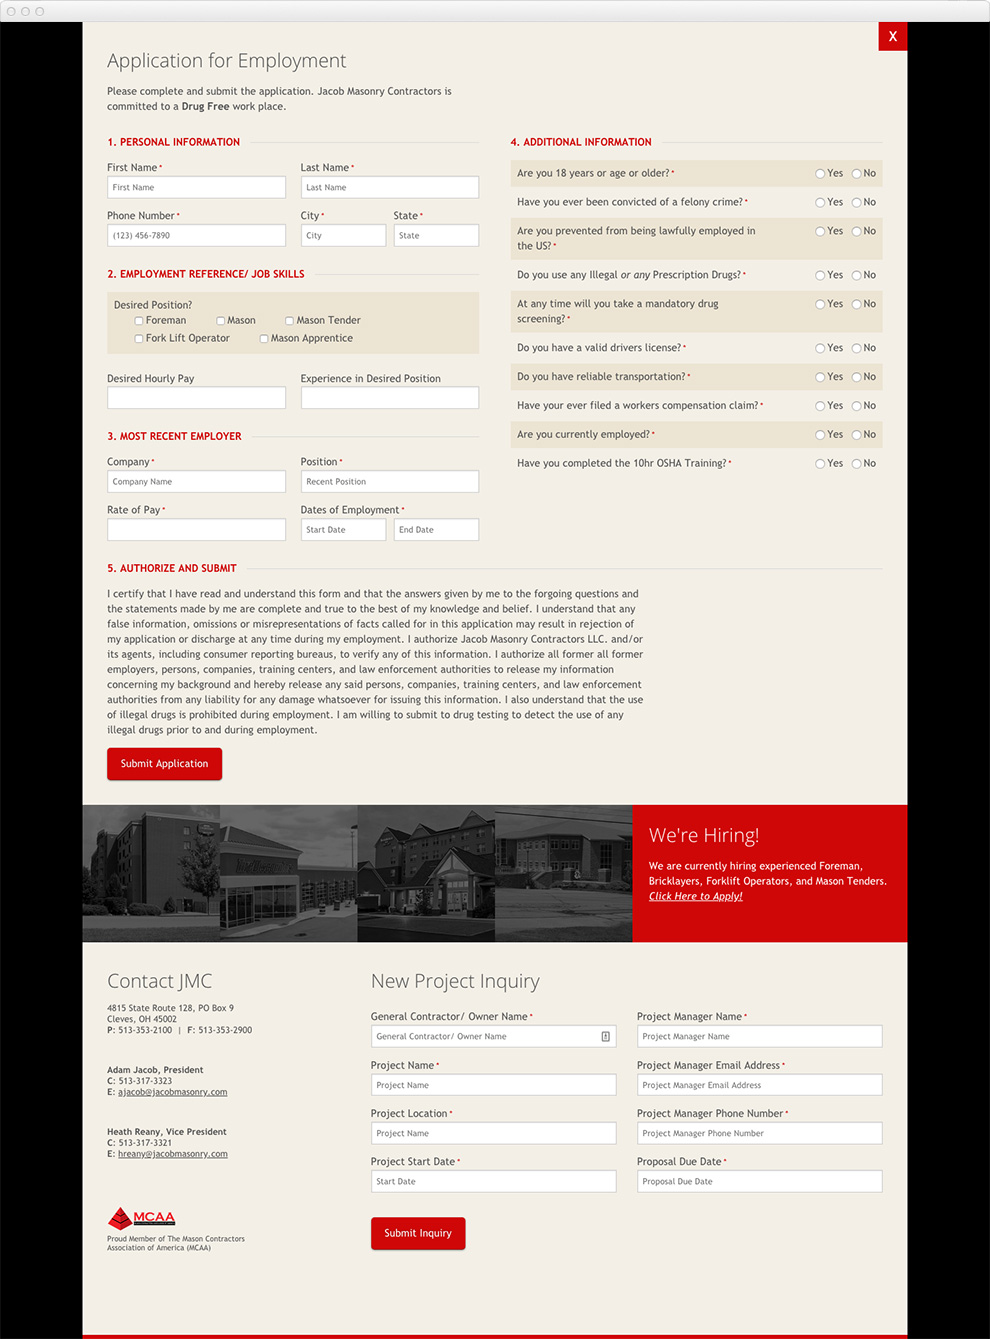 X
Application for Employment
Please complete and submit the application. Jacob Masonry Contractors is
committed to a Drug Free work place.
1. PERSONAL INFORMATION
First Name * Last Name *
First Name Last Name
Phone Number * City * State *
(123) 456-7890 City State
2. EMPLOYMENT REFERENCE/ JOB SKILLS
Desired Position?
Foreman Mason Mason Tender
Fork Lift Operator Mason Apprentice
Desired Hourly Pay Experience in Desired Position
3. MOST RECENT EMPLOYER
Company * Position *
Company Name Recent Position
Rate of Pay * Dates of Employment *
Start Date End Date
4. ADDITIONAL INFORMATION
Are you 18 years or age or older? * Yes No
Have you ever been convicted of a felony crime? * Yes No
Are you prevented from being lawfully employed in Yes No
the US? *
Do you use any Illegal or any Prescription Drugs? * Yes No
At any time will you take a mandatory drug Yes No
screening? *
Do you have a valid drivers license? * Yes No
Do you have reliable transportation? * Yes No
Have your ever filed a workers compensation claim? * Yes No
Are you currently employed? * Yes No
Have you completed the 10hr OSHA Training? * Yes No
5. AUTHORIZE AND SUBMIT
I certify that I have read and understand this form and that the answers given by me to the forgoing questions and
the statements made by me are complete and true to the best of my knowledge and belief. I understand that any
false information, omissions or misrepresentations of facts called for in this application may result in rejection of
my application or discharge at any time during my employment. I authorize Jacob Masonry Contractors LLC. and/or
its agents, including consumer reporting bureaus, to verify any of this information. I authorize all former all former
employers, persons, companies, training centers, and law enforcement authorities to release my information
concerning my background and hereby release any said persons, companies, training centers, and law enforcement
authorities from any liability for any damage whatsoever for issuing this information. I also understand that the use
of illegal drugs is prohibited during employment. I am willing to submit to drug testing to detect the use of any
illegal drugs prior to and during employment.
Submit Application
We're Hiring!
We are currently hiring experienced Foreman,
Bricklayers, Forklift Operators, and Mason Tenders.
Click Here to Apply!
Contact JMC
4815 State Route 128, PO Box 9
Cleves, OH 45002
P: 513-353-2100 | F: 513-353-2900
Adam Jacob, President
C: 513-317-3323
E: ajacob@jacobmasonry.com
Heath Reany, Vice President
C: 513-317-3321
E: hreany@jacobmasonry.com
MCAA
Proud Member of The Mason Contractors
Association of America (MCAA)
New Project Inquiry
General Contractor/ Owner Name * Project Manager Name *
General Contractor/ Owner Name Project Manager Name
Project Name * Project Manager Email Address *
Project Name Project Manager Email Address
Project Location * Project Manager Phone Number *
Project Name Project Manager Phone Number
Project Start Date * Proposal Due Date *
Start Date Proposal Due Date
Submit Inquiry